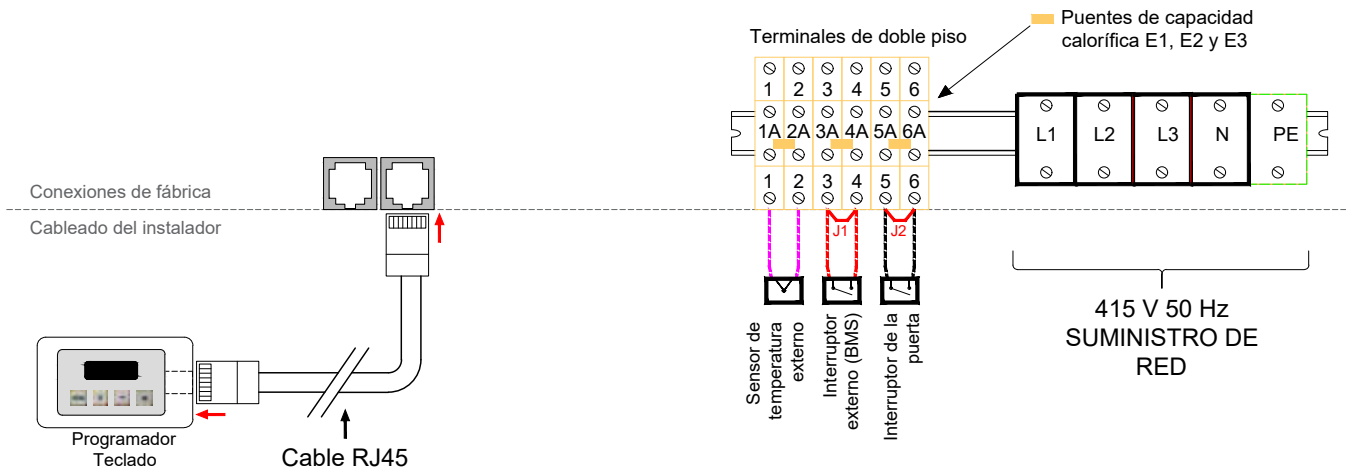 Puentes de capacidad
calorífica E1, E2 y E3
Terminales de doble piso
1 2 3 4 5 6
1A 2A 3A 4A 5A 6A
L1 L2 L3 N PE
1 2 3 4 5 6
Conexiones de fábrica
Cableado del instalador
J1 J2
Sensor de
temperatura
externo
Interruptor
externo (BMS)
Interruptor de la
puerta
415 V 50 Hz
SUMINISTRO DE
RED
Programador
Teclado
Cable RJ45